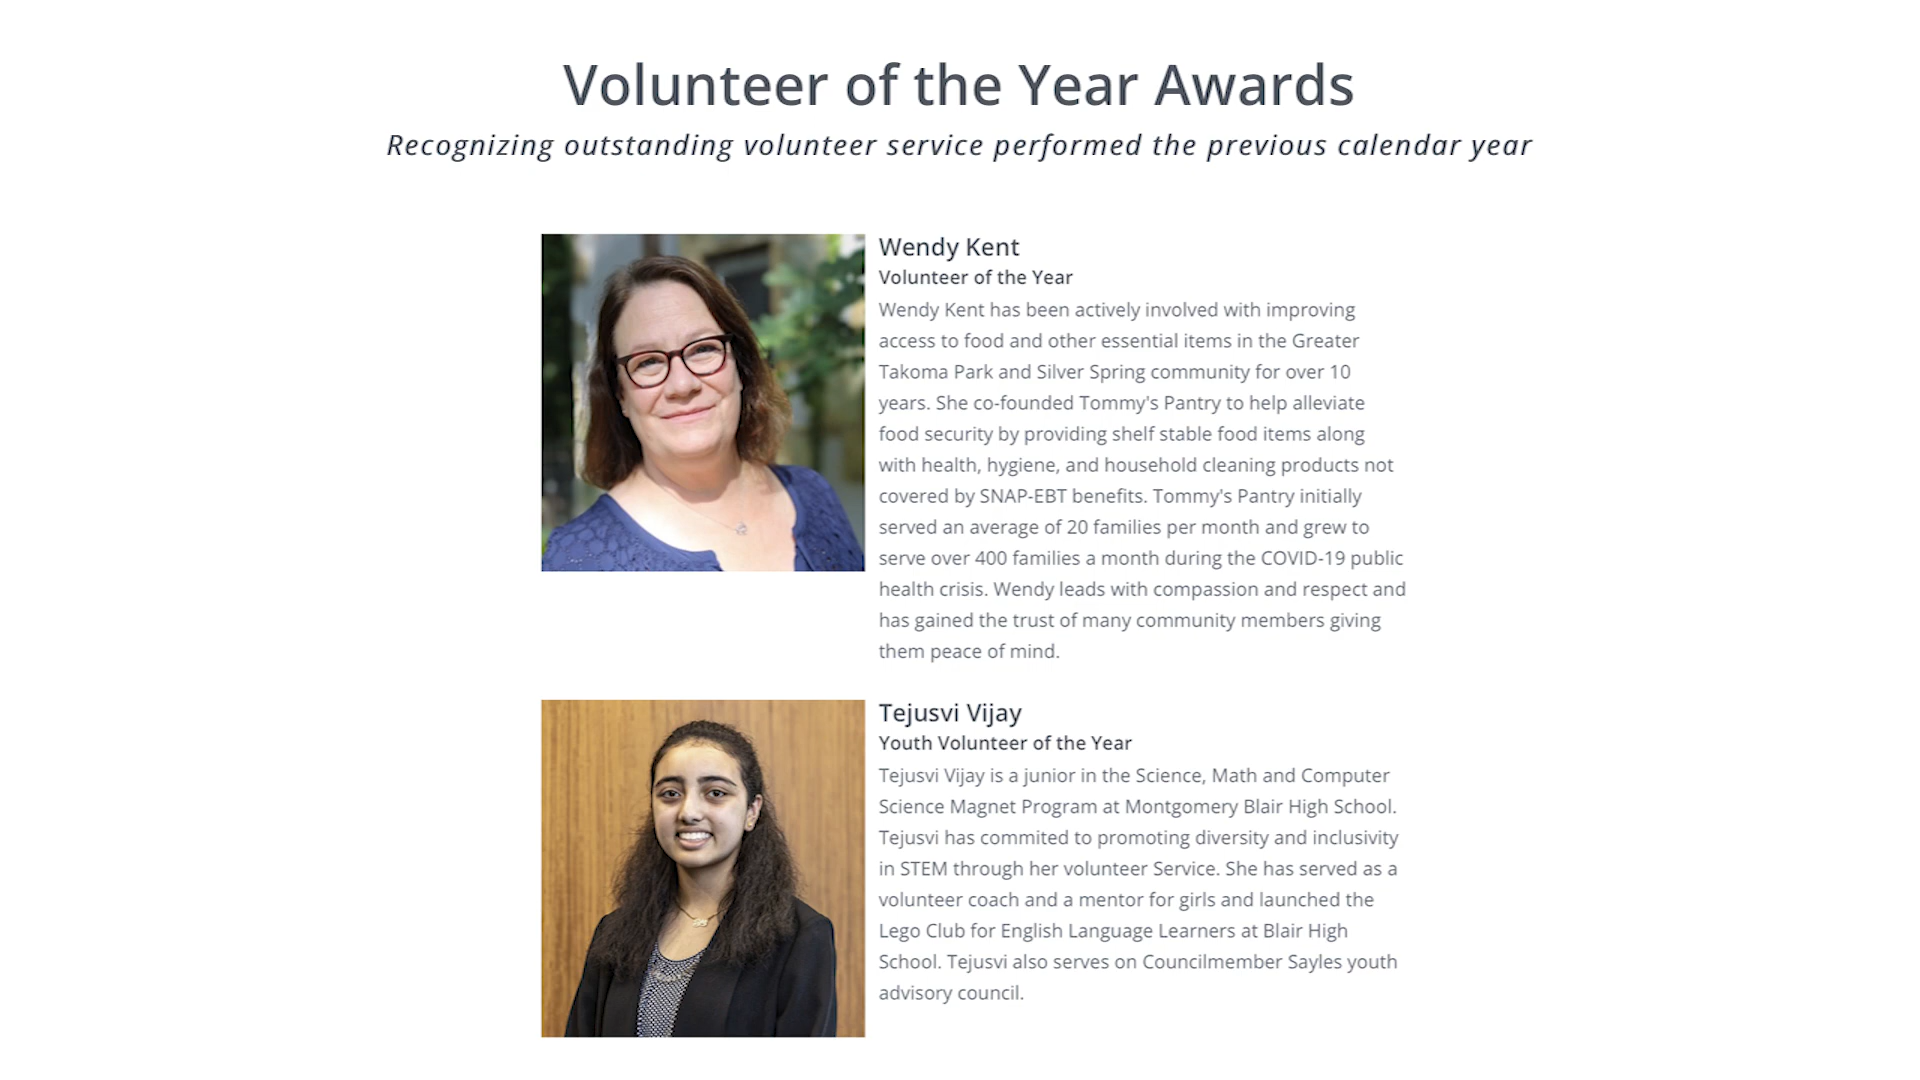 Volunteer of the Year Awards
Recognizing outstanding volunteer service performed the previous calendar year
Wendy Kent
Volunteer of the Year
Wendy Kent has been actively involved with improving
access to food and other essential items in the Greater
Takoma Park and Silver Spring community for over 10
years. She co-founded Tommy's Pantry to help alleviate
food security by providing shelf stable food items along
with health, hygiene, and household cleaning products not
covered by SNAP-EBT benefits. Tommy's Pantry initially
served an average of 20 families per month and grew to
serve over 400 families a month during the COVID-19 public
health crisis. Wendy leads with compassion and respect and
has gained the trust of many community members giving
them peace of mind.
Tejusvi Vijay
Youth Volunteer of the Year
Tejusvi Vijay is a junior in the Science, Math and Computer
Science Magnet Program at Montgomery Blair High School.
Tejusvi has commited to promoting diversity and inclusivity
in STEM through her volunteer Service. She has served as a
volunteer coach and a mentor for girls and launched the
Lego Club for English Language Learners at Blair High
School. Tejusvi also serves on Councilmember Sayles youth
advisory council.